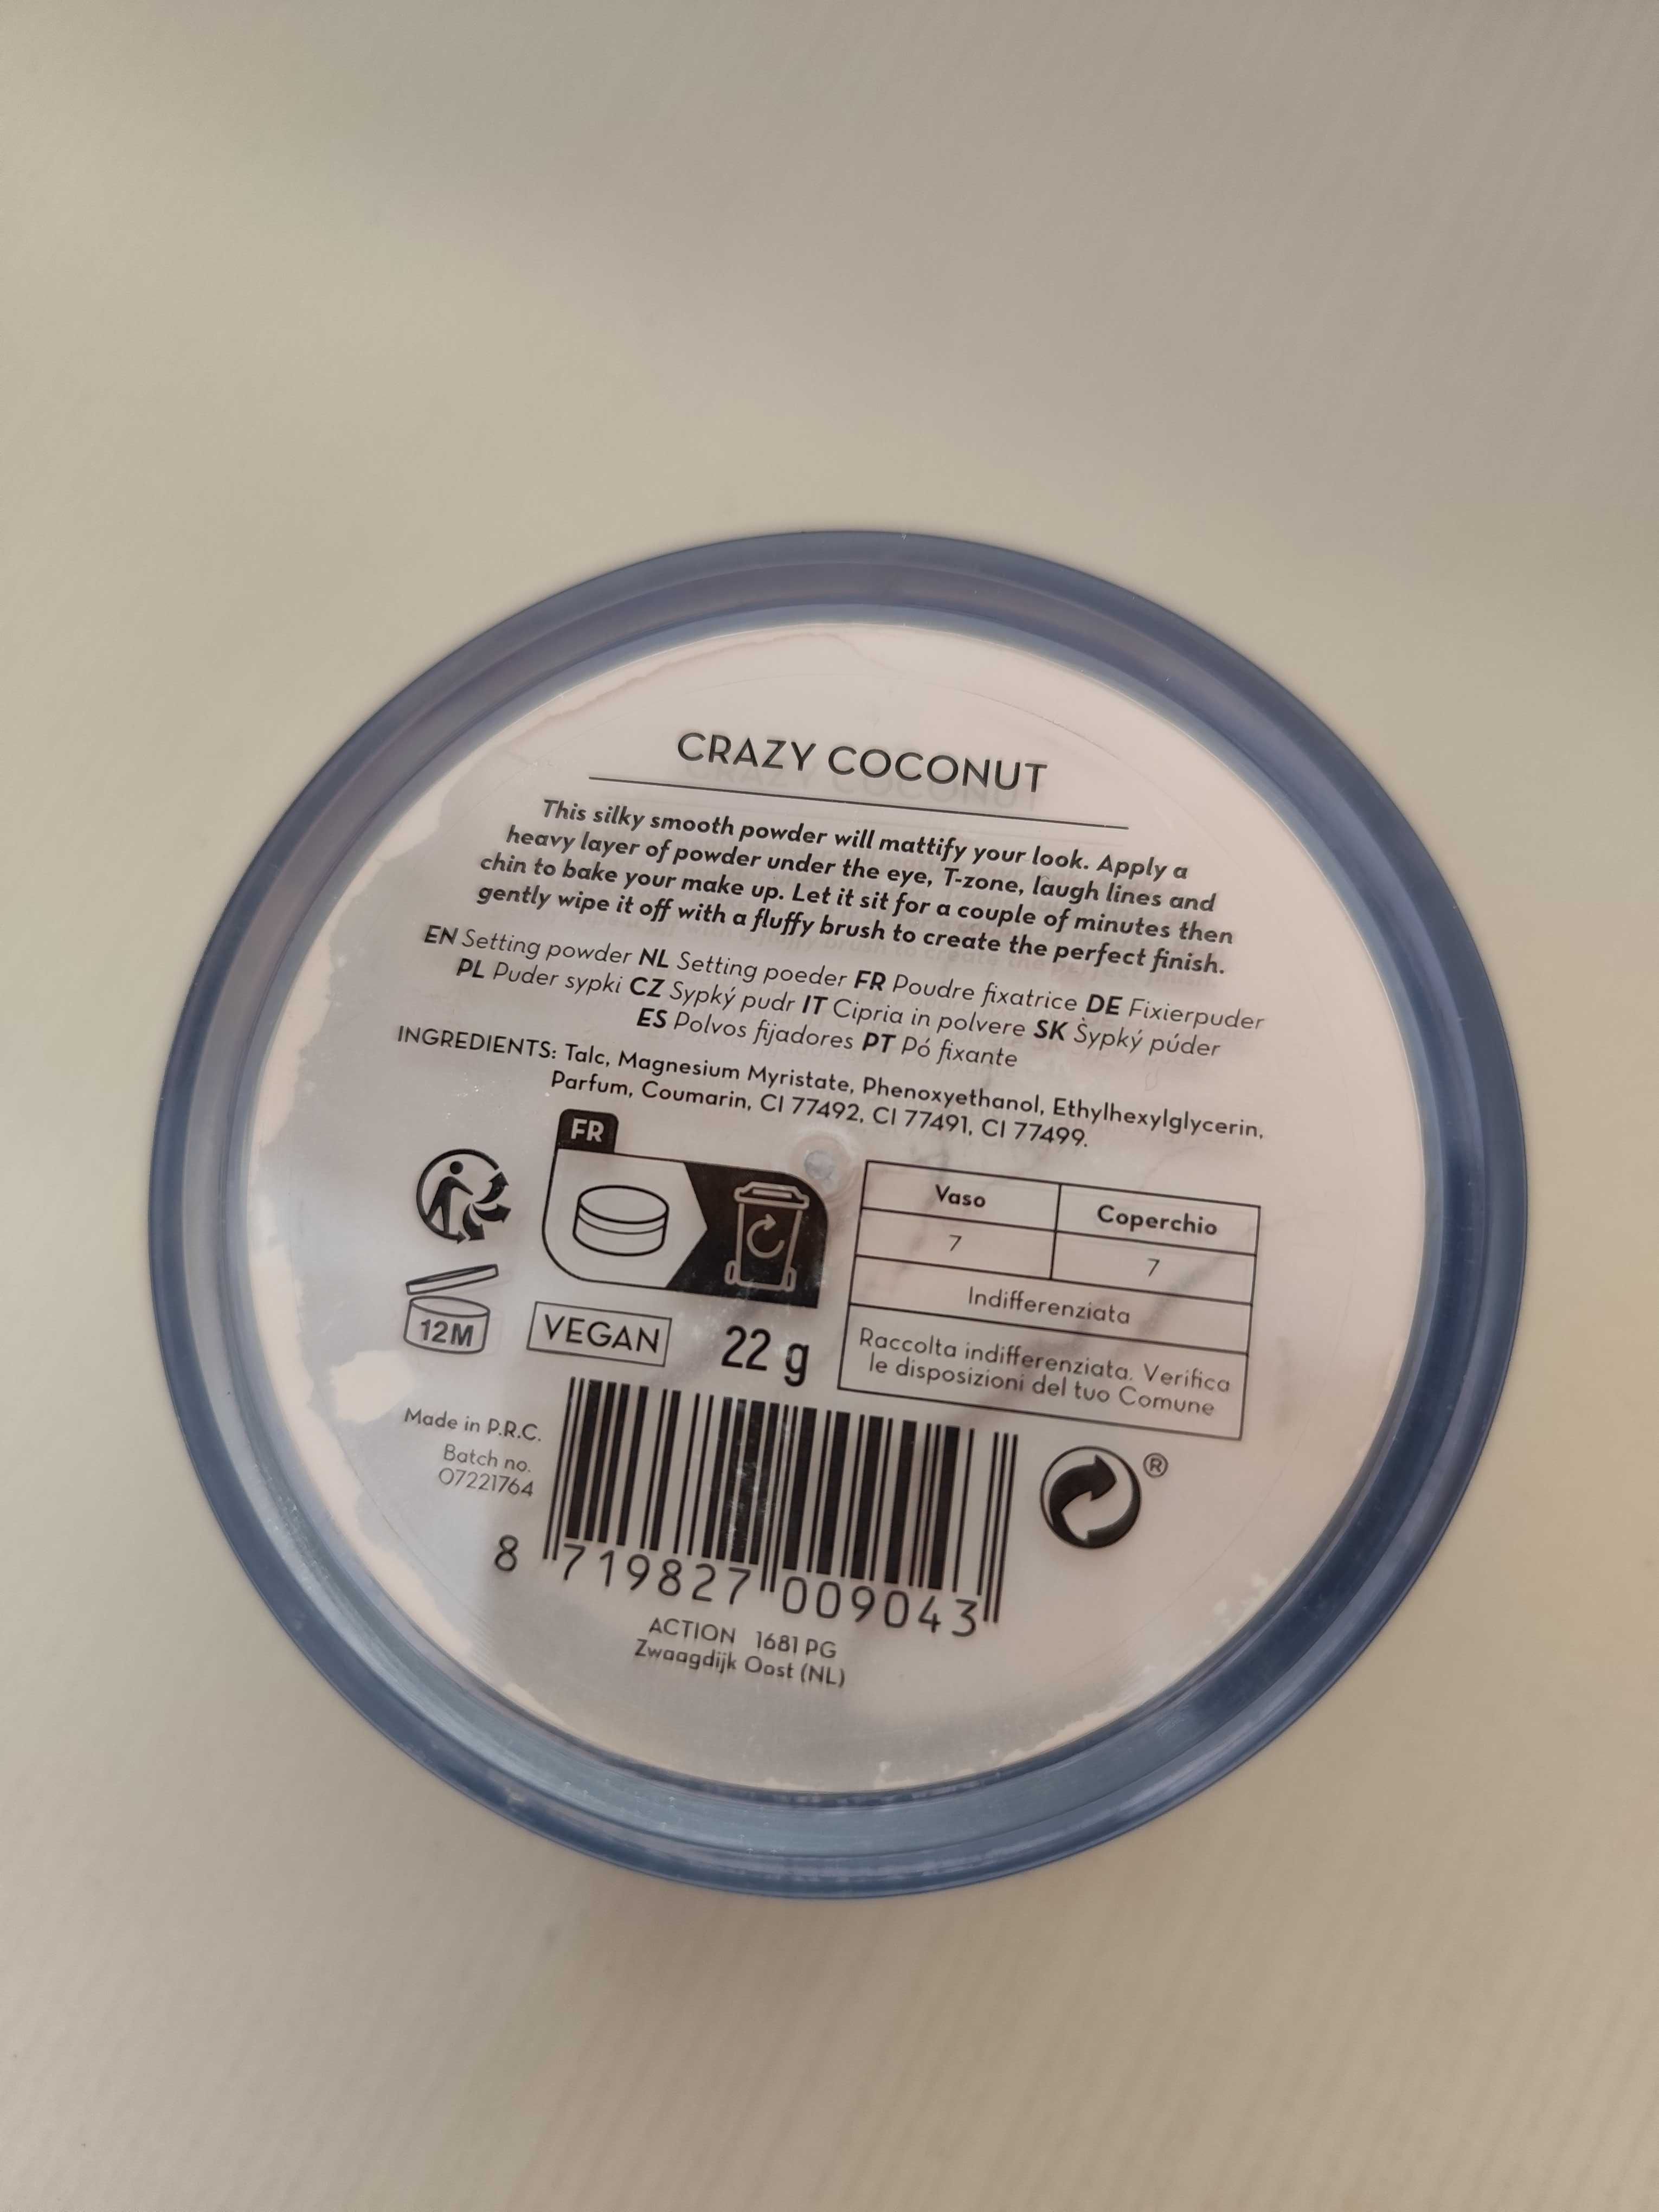 CRAZY COCONUT
This silky smooth powder will mattify your look. Apply a
heavy layer of powder under the eye, T-zone, laugh lines and
chin to bake your make up. Let it sit for a couple of minutes then
gently wipe it off with a fluffy brush to create the perfect finish.
EN Setting powder NL Setting poeder FR Poudre fixatrice DE Fixierpuder
PL Puder sypki CZ Sypký pudr IT Cipria in polvere SK Sypký púder
ES Polvos fijadores PT Pó fixante
INGREDIENTS: Talc, Magnesium Myristate, Phenoxyethanol, Ethylhexylglycerin,
Parfum, Coumarin, CI 77492, CI 77491, CI 77499.
FR
Vaso Coperchio
7 7
Indifferenziata
Raccolta indifferenziata. Verifica
le disposizioni del tuo Comune
12M
VEGAN
22 g
Made in P.R.C.
Batch no.
07221764
®
8 719827 009043
ACTION 1681 PG
Zwaagdijk Oost (NL)